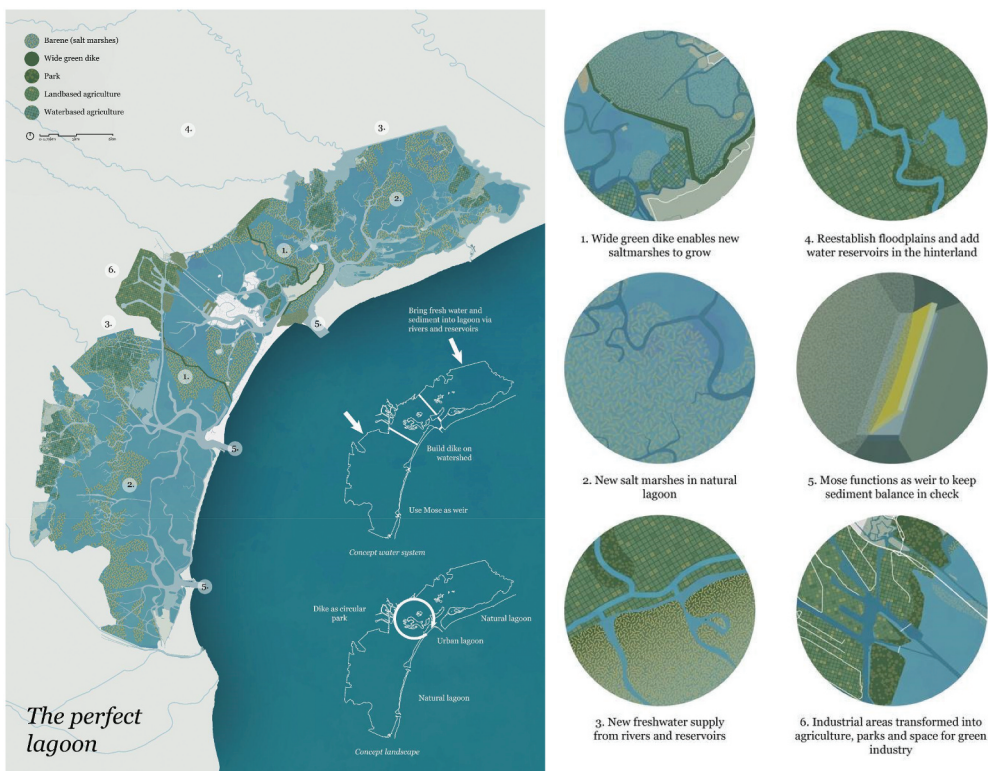 Barene (salt marshes)
Wide green dike
Park
Landbased agriculture
Waterbased agriculture
4.
3.
2.
1.
6.
5.
3.
1.
5.
2.
5.
Bring fresh water and
sediment into lagoon via
rivers and reservoirs
Build dike on
watershed
Use Mose as weir
Concept water system
Dike as circular
park
Natural lagoon
Urban lagoon
Natural lagoon
Concept landscape
The perfect
lagoon
1. Wide green dike enables new
saltmarshes to grow
4. Reestablish floodplains and add
water reservoirs in the hinterland
2. New salt marshes in natural
lagoon
5. Mose functions as weir to keep
sediment balance in check
3. New freshwater supply
from rivers and reservoirs
6. Industrial areas transformed into
agriculture, parks and space for green
industry